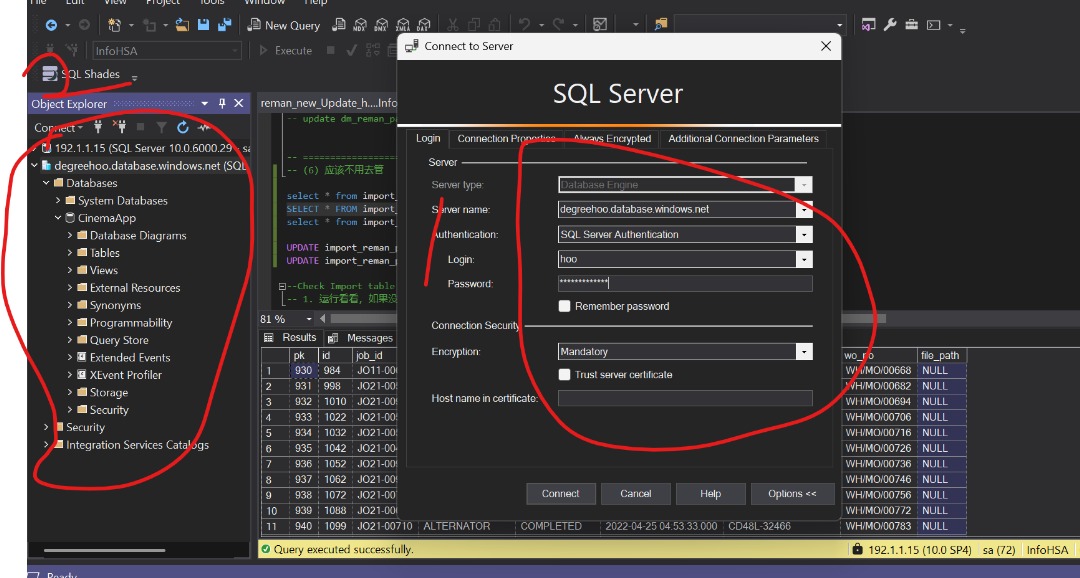 Edit View Project Tools Window Help
New Query MDX DMX XMLA DAX
InfoHSA Execute
SQL Shades
Object Explorer
Connect
192.1.1.15 (SQL Server 10.0.6000.29 - sa
degreehoo.database.windows.net (SQL
Databases
System Databases
CinemaApp
Database Diagrams
Tables
Views
External Resources
Synonyms
Programmability
Query Store
Extended Events
XEvent Profiler
Storage
Security
Security
Integration Services Catalogs
reman_new_Update_h....Info
-- update dm_reman_pa
-- ==================
-- (6) 应该不用去管
select * from import_
SELECT * FROM import_
select * from import_
UPDATE import_reman_p
UPDATE import_reman_p
--Check Import table
-- 1. 运行看看,如果没
81 %
Results Messages
pk id job_id wo_no file_path
1 930 984 JO11-00 WH/MO/00668 NULL
2 931 998 JO21-00 WH/MO/00682 NULL
3 932 1010 JO21-00 WH/MO/00694 NULL
4 933 1022 JO21-00 WH/MO/00706 NULL
5 934 1032 JO21-00 WH/MO/00716 NULL
6 935 1042 JO21-00 WH/MO/00726 NULL
7 936 1052 JO21-00 WH/MO/00736 NULL
8 937 1062 JO21-00 WH/MO/00746 NULL
9 938 1072 JO21-00 WH/MO/00756 NULL
10 939 1088 JO21-00 WH/MO/00772 NULL
11 940 1099 JO21-00710 ALTERNATOR COMPLETED 2022-04-25 04:53:33.000 CD48L-32466 WH/MO/00783 NULL
Query executed successfully. 192.1.1.15 (10.0 SP4) sa (72) InfoHSA
Ready
Connect to Server
SQL Server
Login Connection Properties Always Encrypted Additional Connection Parameters
Server
Server type: Database Engine
Server name: degreehoo.database.windows.net
Authentication: SQL Server Authentication
Login: hoo
Password: *************
Remember password
Connection Security
Encryption: Mandatory
Trust server certificate
Host name in certificate:
Connect Cancel Help Options <<